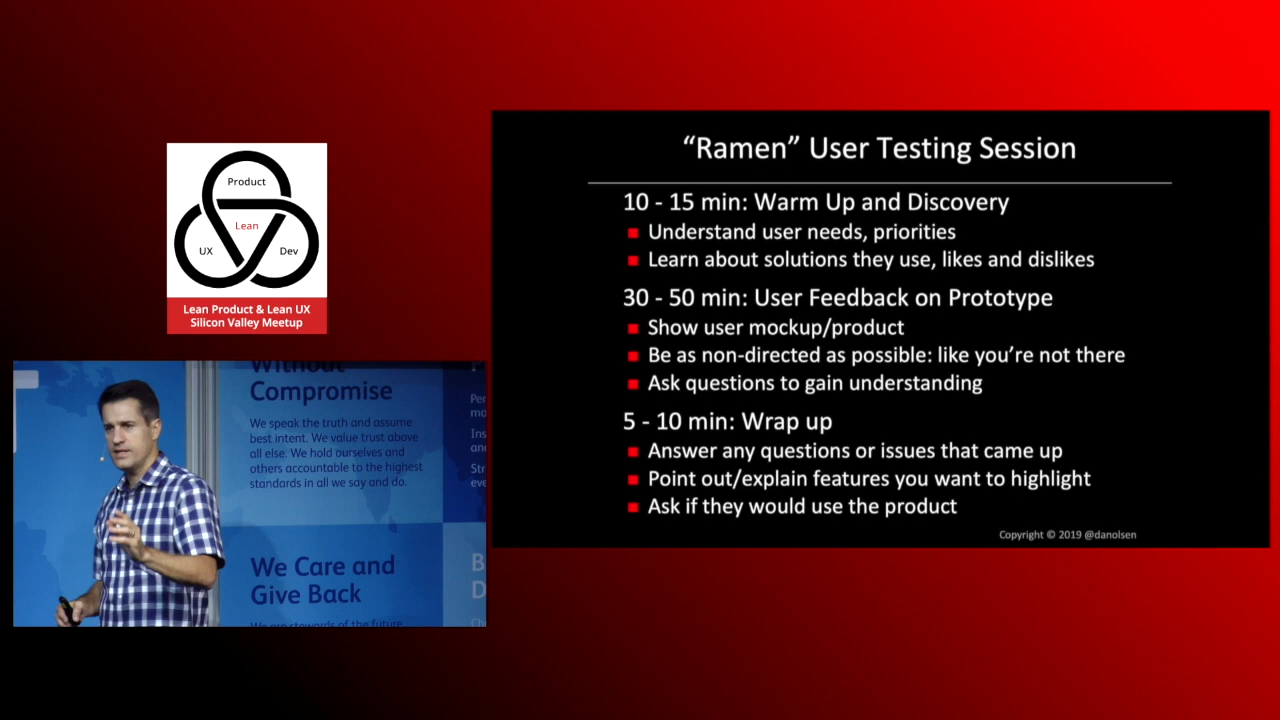 Product
Lean
UX
Dev
Lean Product & Lean UX
Silicon Valley Meetup
Without
Compromise
We speak the truth and assume
best intent. We value trust above
all else. We hold ourselves and
others accountable to the highest
standards in all we say and do.
We Care and
Give Back
We are stewards of the future
"Ramen" User Testing Session
10 - 15 min: Warm Up and Discovery
Understand user needs, priorities
Learn about solutions they use, likes and dislikes
30 - 50 min: User Feedback on Prototype
Show user mockup/product
Be as non-directed as possible: like you're not there
Ask questions to gain understanding
5 - 10 min: Wrap up
Answer any questions or issues that came up
Point out/explain features you want to highlight
Ask if they would use the product
Copyright © 2019 @danolsen